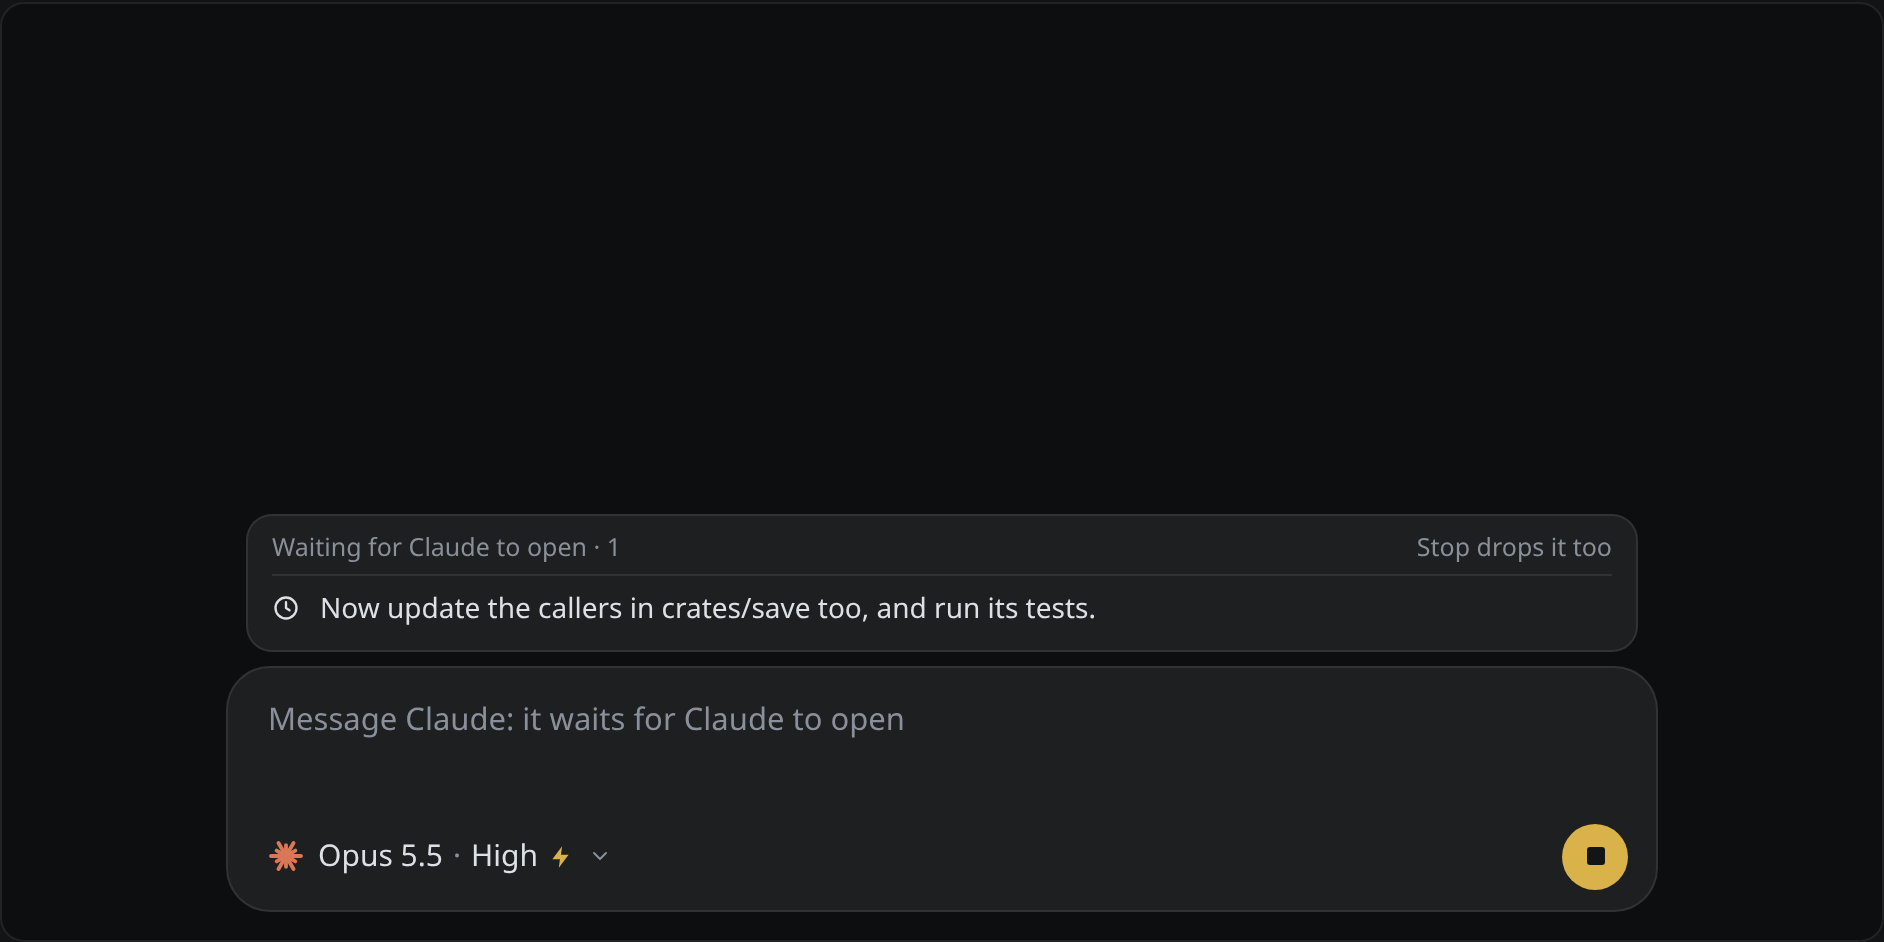 Waiting for Claude to open · 1
Stop drops it too
Now update the callers in crates/save too, and run its tests.
Message Claude: it waits for Claude to open
Opus 5.5 · High